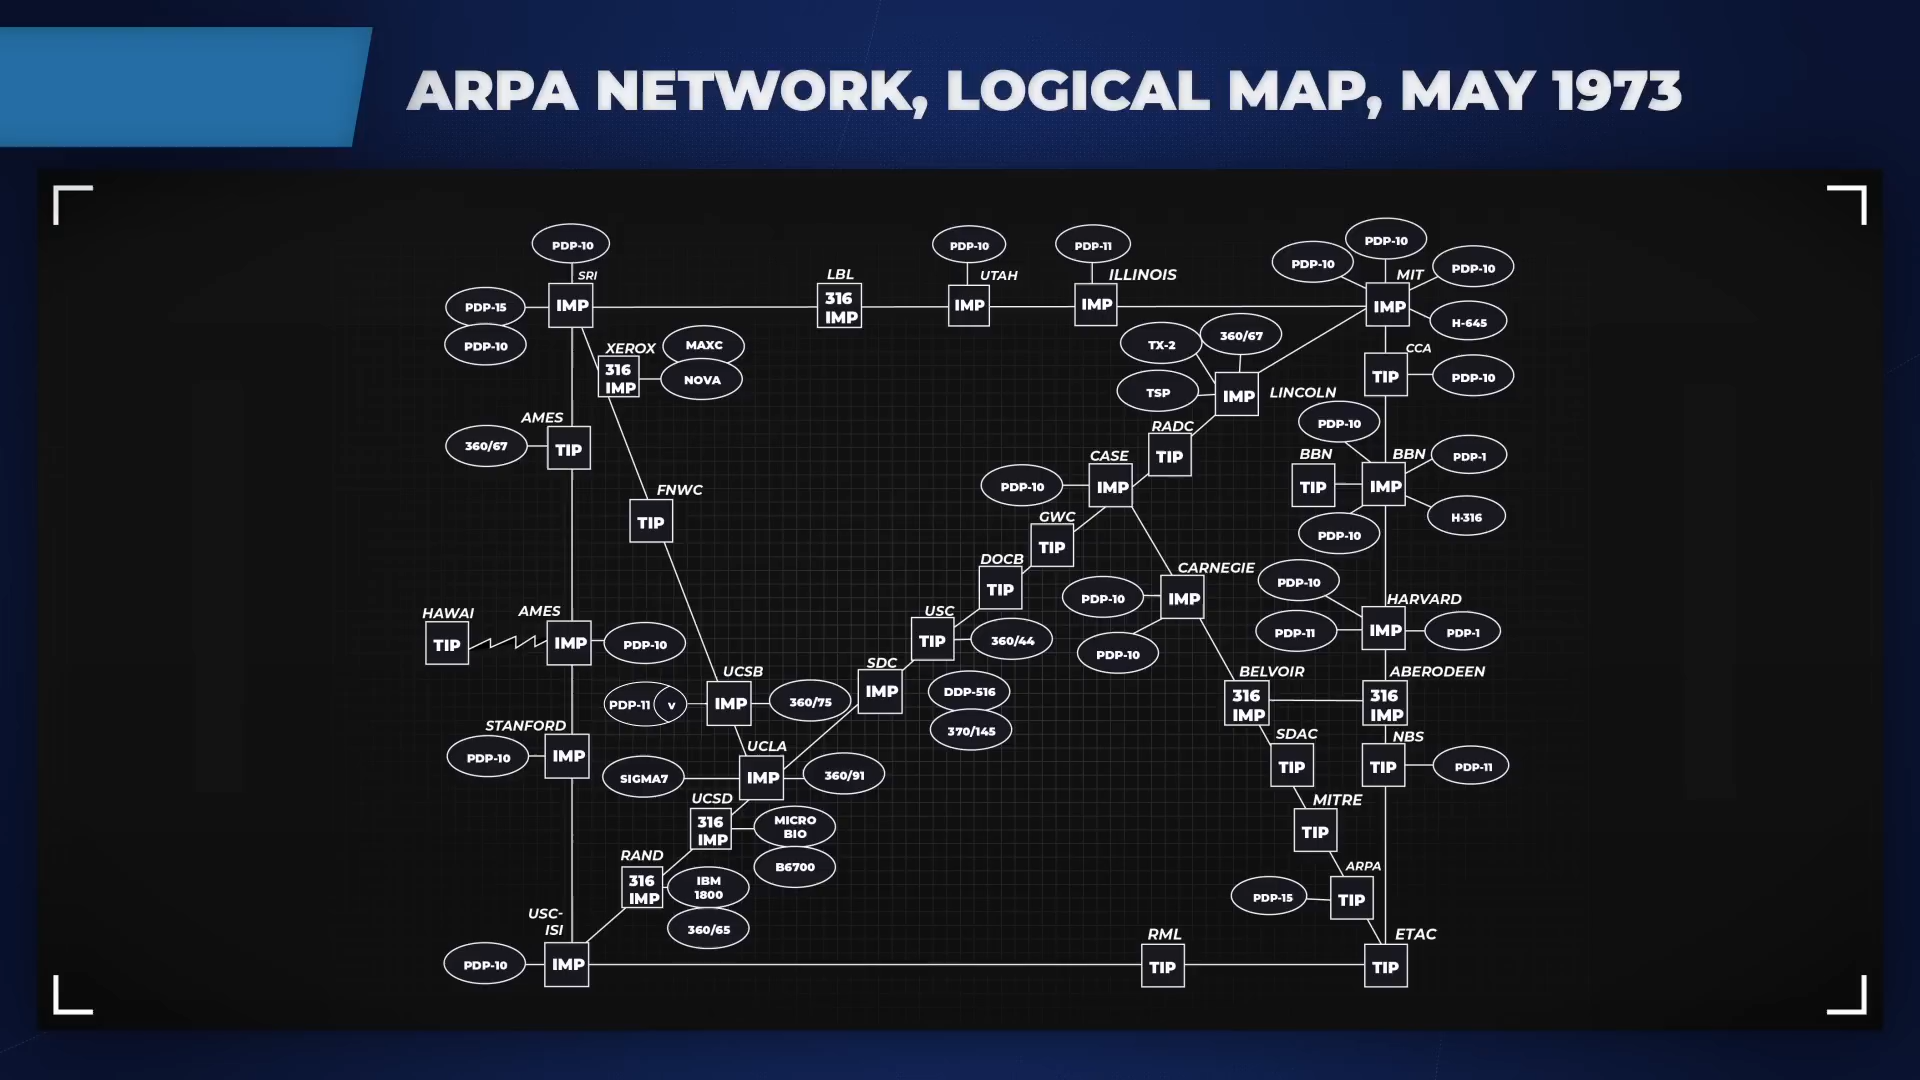 ARPA NETWORK, LOGICAL MAP, MAY 1973
PDP-10
SRI
IMP
PDP-15
PDP-10
LBL
316
IMP
PDP-10
UTAH
IMP
PDP-11
ILLINOIS
IMP
PDP-10
PDP-10
MIT
PDP-10
IMP
H-645
XEROX
316
IMP
MAXC
NOVA
TX-2
360/67
TSP
IMP
LINCOLN
CCA
TIP
PDP-10
AMES
360/67
TIP
RADC
TIP
CASE
PDP-10
IMP
PDP-10
BBN
TIP
BBN
IMP
PDP-1
H-316
PDP-10
FNWC
TIP
GWC
TIP
DOCB
TIP
CARNEGIE
PDP-10
IMP
PDP-10
PDP-10
HARVARD
PDP-11
IMP
PDP-1
HAWAI
TIP
AMES
IMP
PDP-10
USC
TIP
360/44
SDC
IMP
DDP-516
370/145
UCSB
PDP-11
V
IMP
360/75
BELVOIR
316
IMP
ABERODEEN
316
IMP
STANFORD
PDP-10
IMP
UCLA
SIGMA7
IMP
360/91
SDAC
TIP
NBS
TIP
PDP-11
UCSD
316
IMP
MICRO
BIO
B6700
MITRE
TIP
RAND
316
IMP
IBM
1800
360/65
ARPA
PDP-15
TIP
USC-
ISI
PDP-10
IMP
RML
TIP
ETAC
TIP